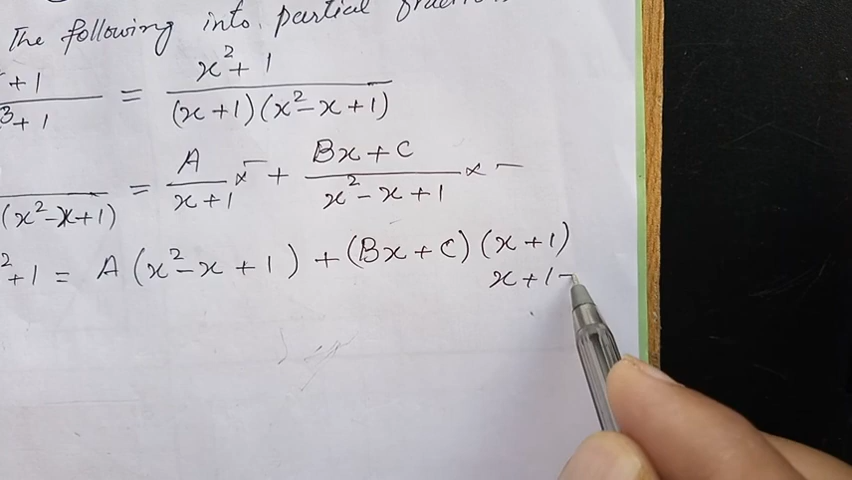 The following into partial
+1 / 3+1 = x²+1 / (x+1)(x²-x+1)
(x²-x+1) = A / x+1 × - + Bx+C / x²-x+1 × -
²+1 = A(x²-x+1) + (Bx+C)(x+1)
x+1-